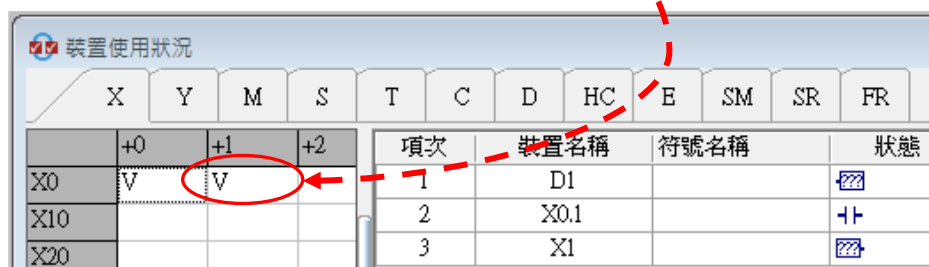 裝置使用狀況
X Y M S T C D HC E SM SR FR
+0 +1 +2 項次 裝置名稱 符號名稱 狀態
X0 V V 1 D1 ???
X10 2 X0.1
X20 3 X1 ???